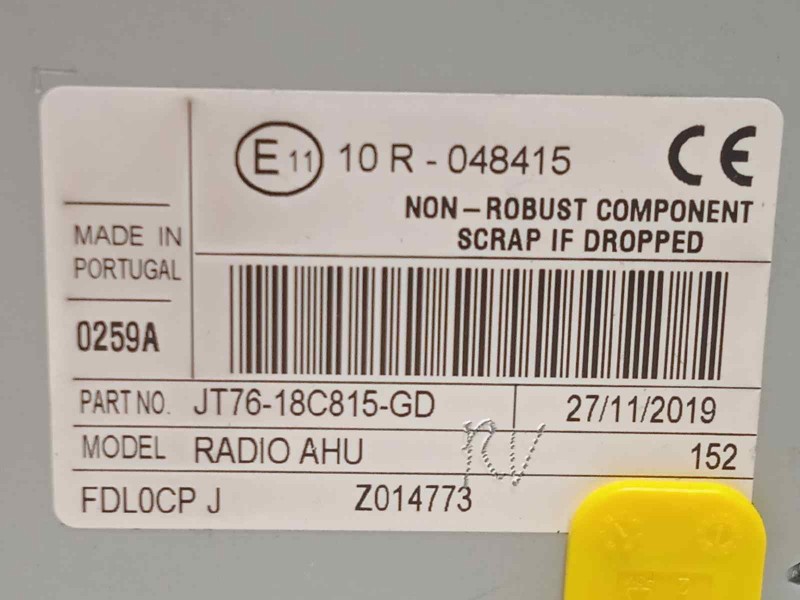 E11 10 R - 048415 CE
NON-ROBUST COMPONENT
SCRAP IF DROPPED
MADE IN
PORTUGAL
0259A
PART NO. JT76-18C815-GD 27/11/2019
MODEL RADIO AHU 152
FDL0CP J Z014773
RV